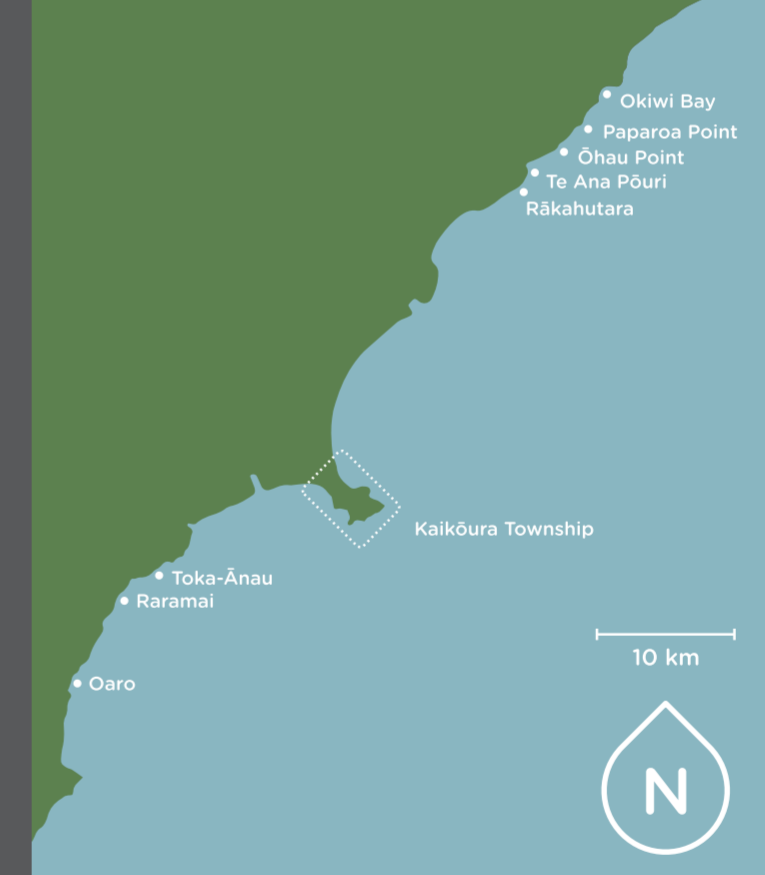 Okiwi Bay
Paparoa Point
Ōhau Point
Te Ana Pōuri
Rākahutara
Kaikōura Township
Toka-Ānau
Raramai
10 km
Oaro
N